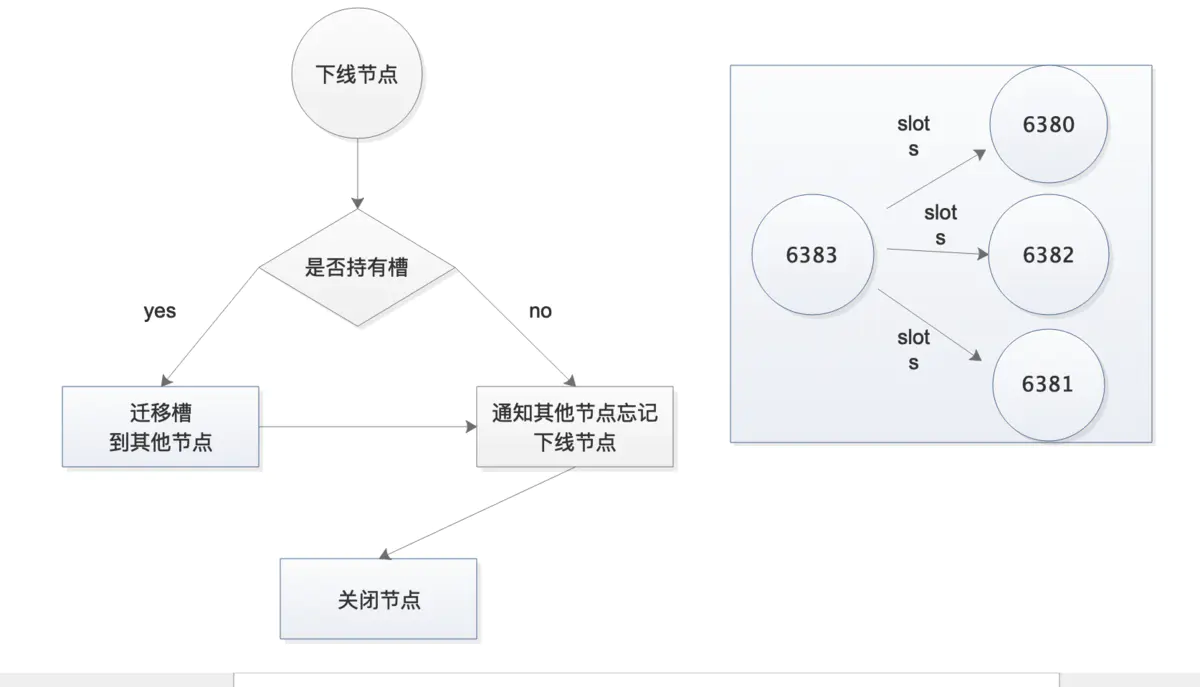 下线节点
是否持有槽
yes
no
迁移槽
到其他节点
通知其他节点忘记
下线节点
关闭节点
slot
s
6380
slot
s
6383
6382
slot
s
6381